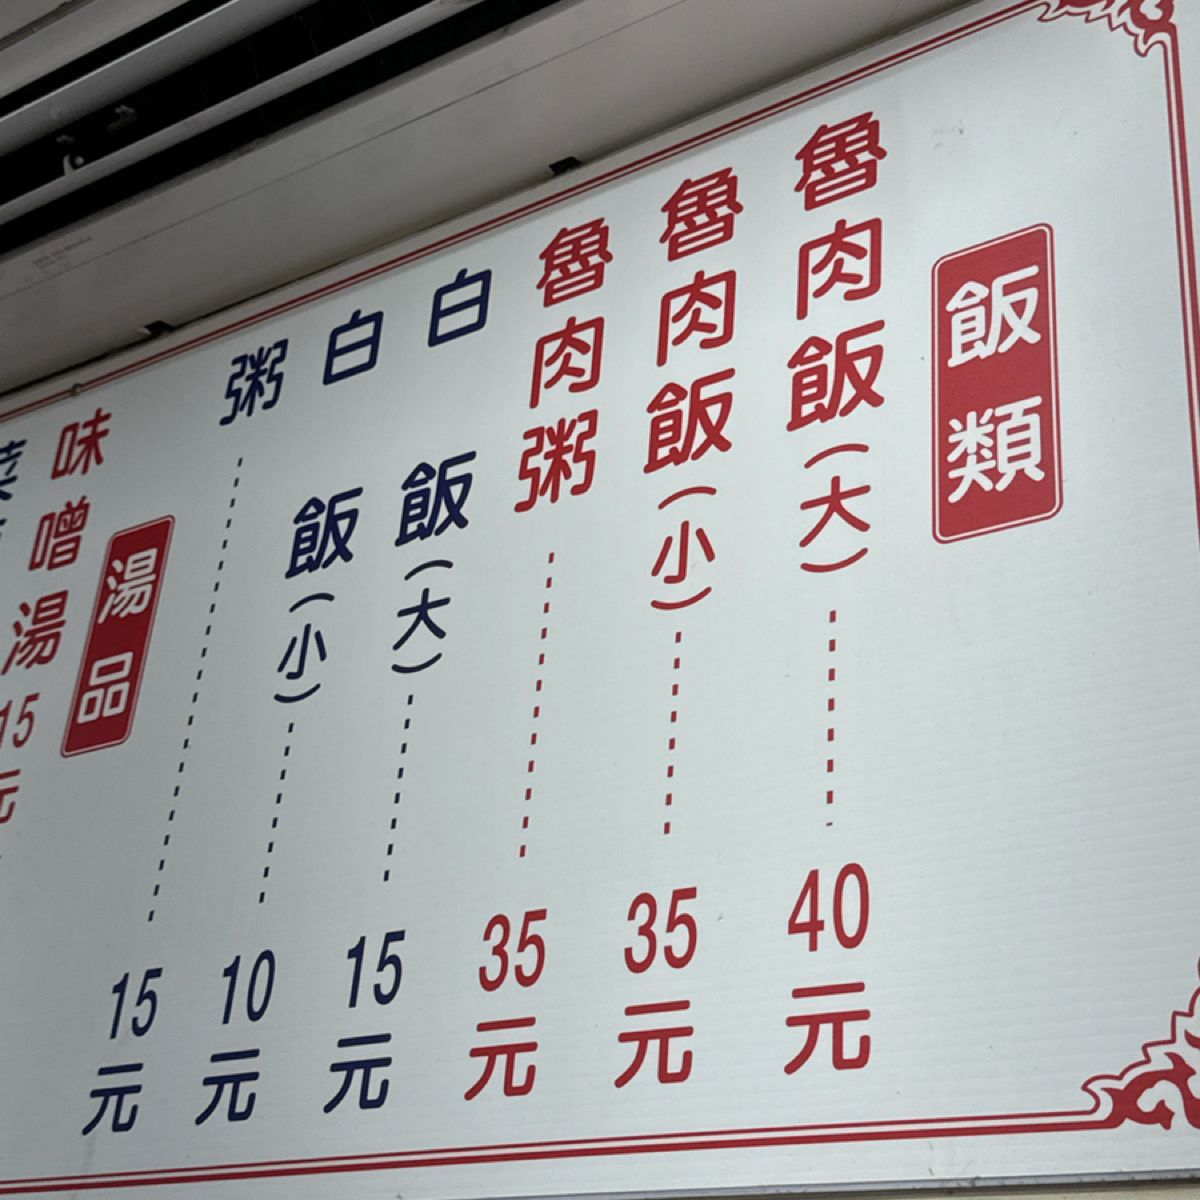 飯類
魯肉飯(大) 40元
魯肉飯(小) 35元
魯肉粥 35元
白飯(大) 15元
白飯(小) 10元
粥 15元
湯品
味噌湯 15元